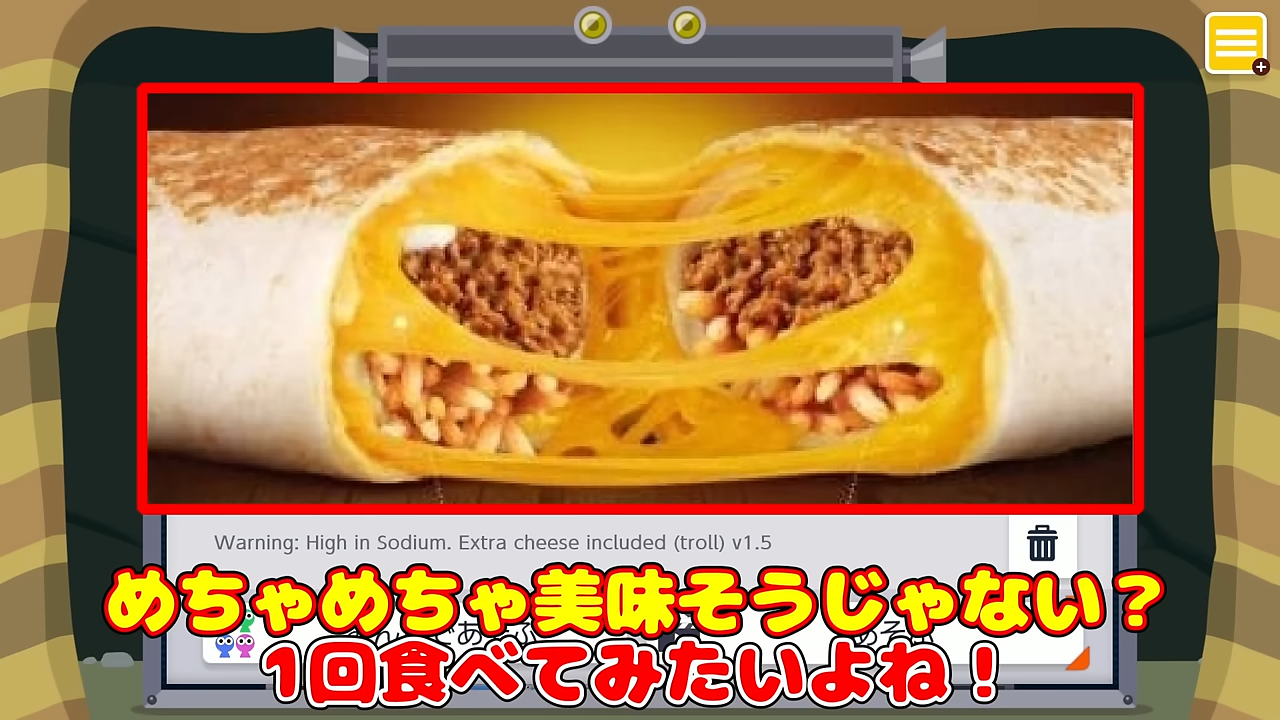 Warning: High in Sodium. Extra cheese included (troll) v1.5
めちゃめちゃ美味そうじゃない？
1回食べてみたいよね！